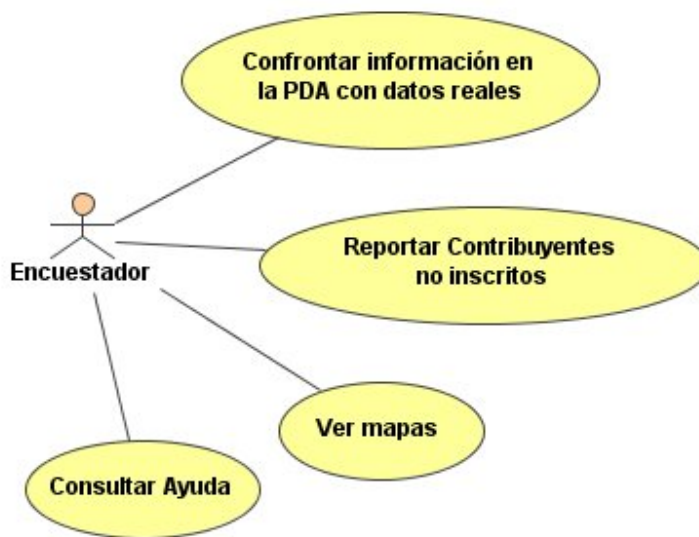 Confrontar información en
la PDA con datos reales
Encuestador
Reportar Contribuyentes
no inscritos
Ver mapas
Consultar Ayuda